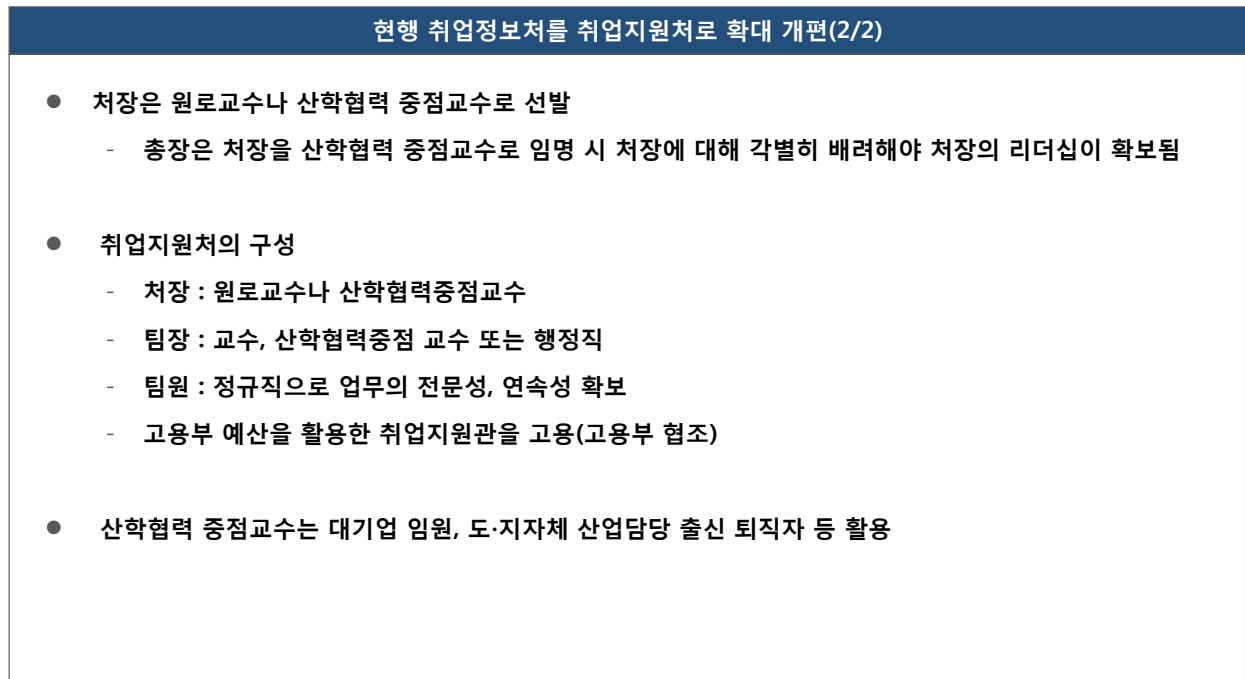 현행 취업정보처를 취업지원처로 확대 개편(2/2)
● 처장은 원로교수나 산학협력 중점교수로 선발
- 총장은 처장을 산학협력 중점교수로 임명 시 처장에 대해 각별히 배려해야 처장의 리더십이 확보됨
● 취업지원처의 구성
- 처장 : 원로교수나 산학협력중점교수
- 팀장 : 교수, 산학협력중점 교수 또는 행정직
- 팀원 : 정규직으로 업무의 전문성, 연속성 확보
- 고용부 예산을 활용한 취업지원관을 고용(고용부 협조)
● 산학협력 중점교수는 대기업 임원, 도·지자체 산업담당 출신 퇴직자 등 활용